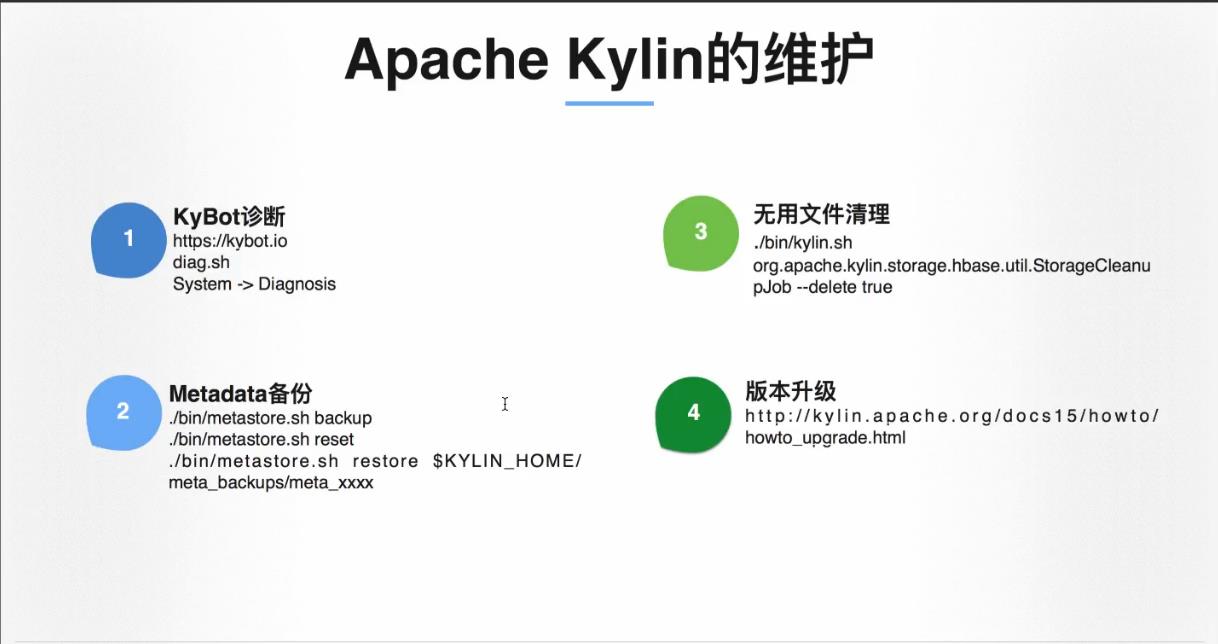 Apache Kylin的维护
1
KyBot诊断
https://kybot.io
diag.sh
System -> Diagnosis
2
Metadata备份
./bin/metastore.sh backup
./bin/metastore.sh reset
./bin/metastore.sh restore $KYLIN_HOME/
meta_backups/meta_xxxx
3
无用文件清理
./bin/kylin.sh
org.apache.kylin.storage.hbase.util.StorageCleanu
pJob --delete true
4
版本升级
http://kylin.apache.org/docs15/howto/
howto_upgrade.html